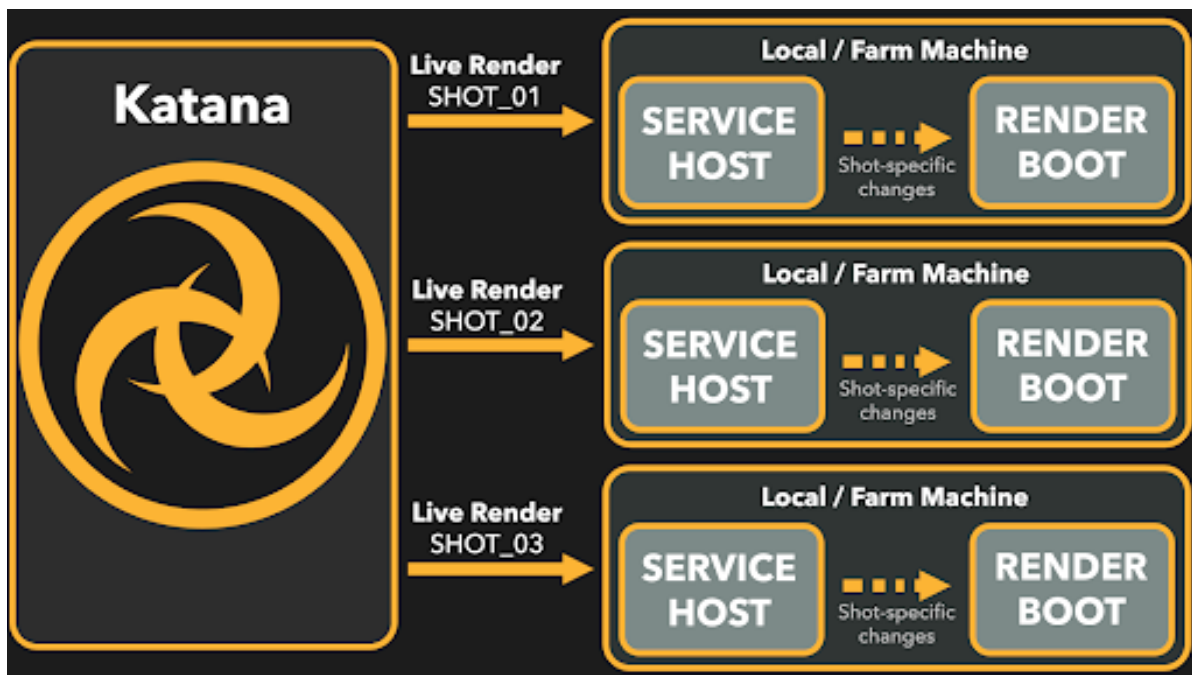 Katana
Live Render
SHOT_01
Local / Farm Machine
SERVICE
HOST
Shot-specific
changes
RENDER
BOOT
Live Render
SHOT_02
Local / Farm Machine
SERVICE
HOST
Shot-specific
changes
RENDER
BOOT
Live Render
SHOT_03
Local / Farm Machine
SERVICE
HOST
Shot-specific
changes
RENDER
BOOT